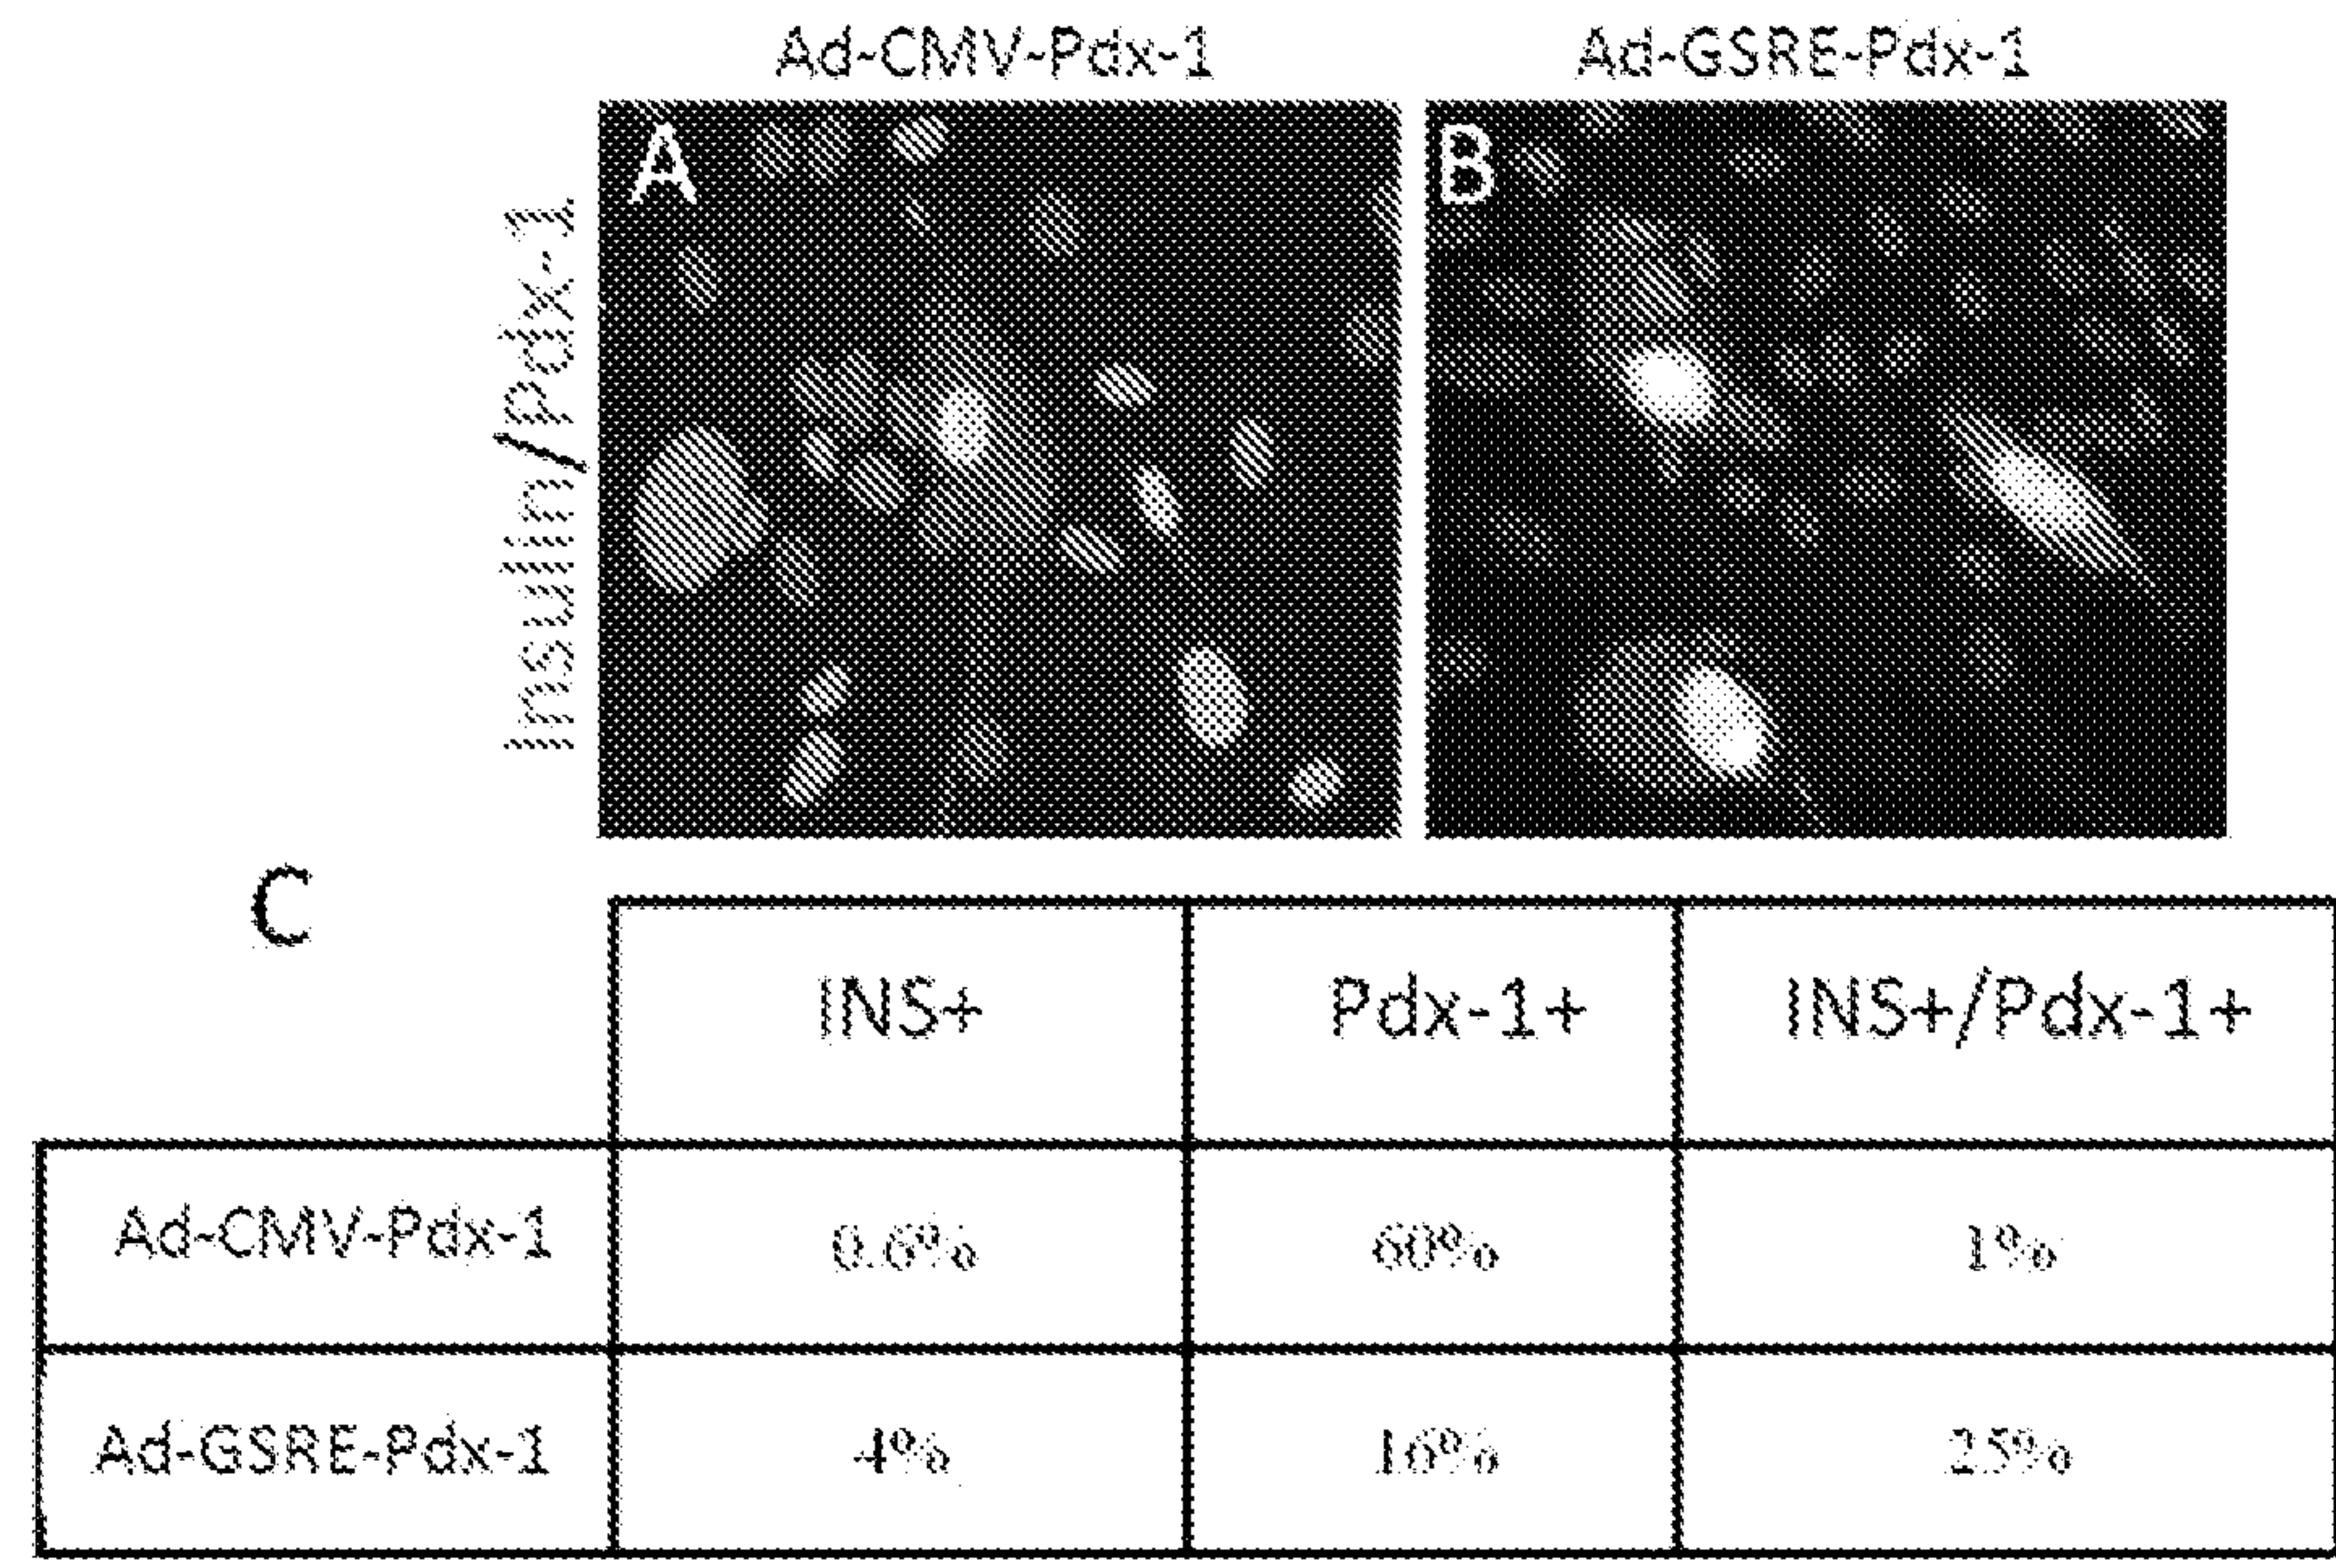 Ad-CMV-Pdx-1
Ad-GSRE-Pdx-1
A
B
Insulin/Pdx-1
C
INS+
Pdx-1+
INS+/Pdx-1+
Ad-CMV-Pdx-1
0.6%
60%
1%
Ad-GSRE-Pdx-1
4%
16%
25%